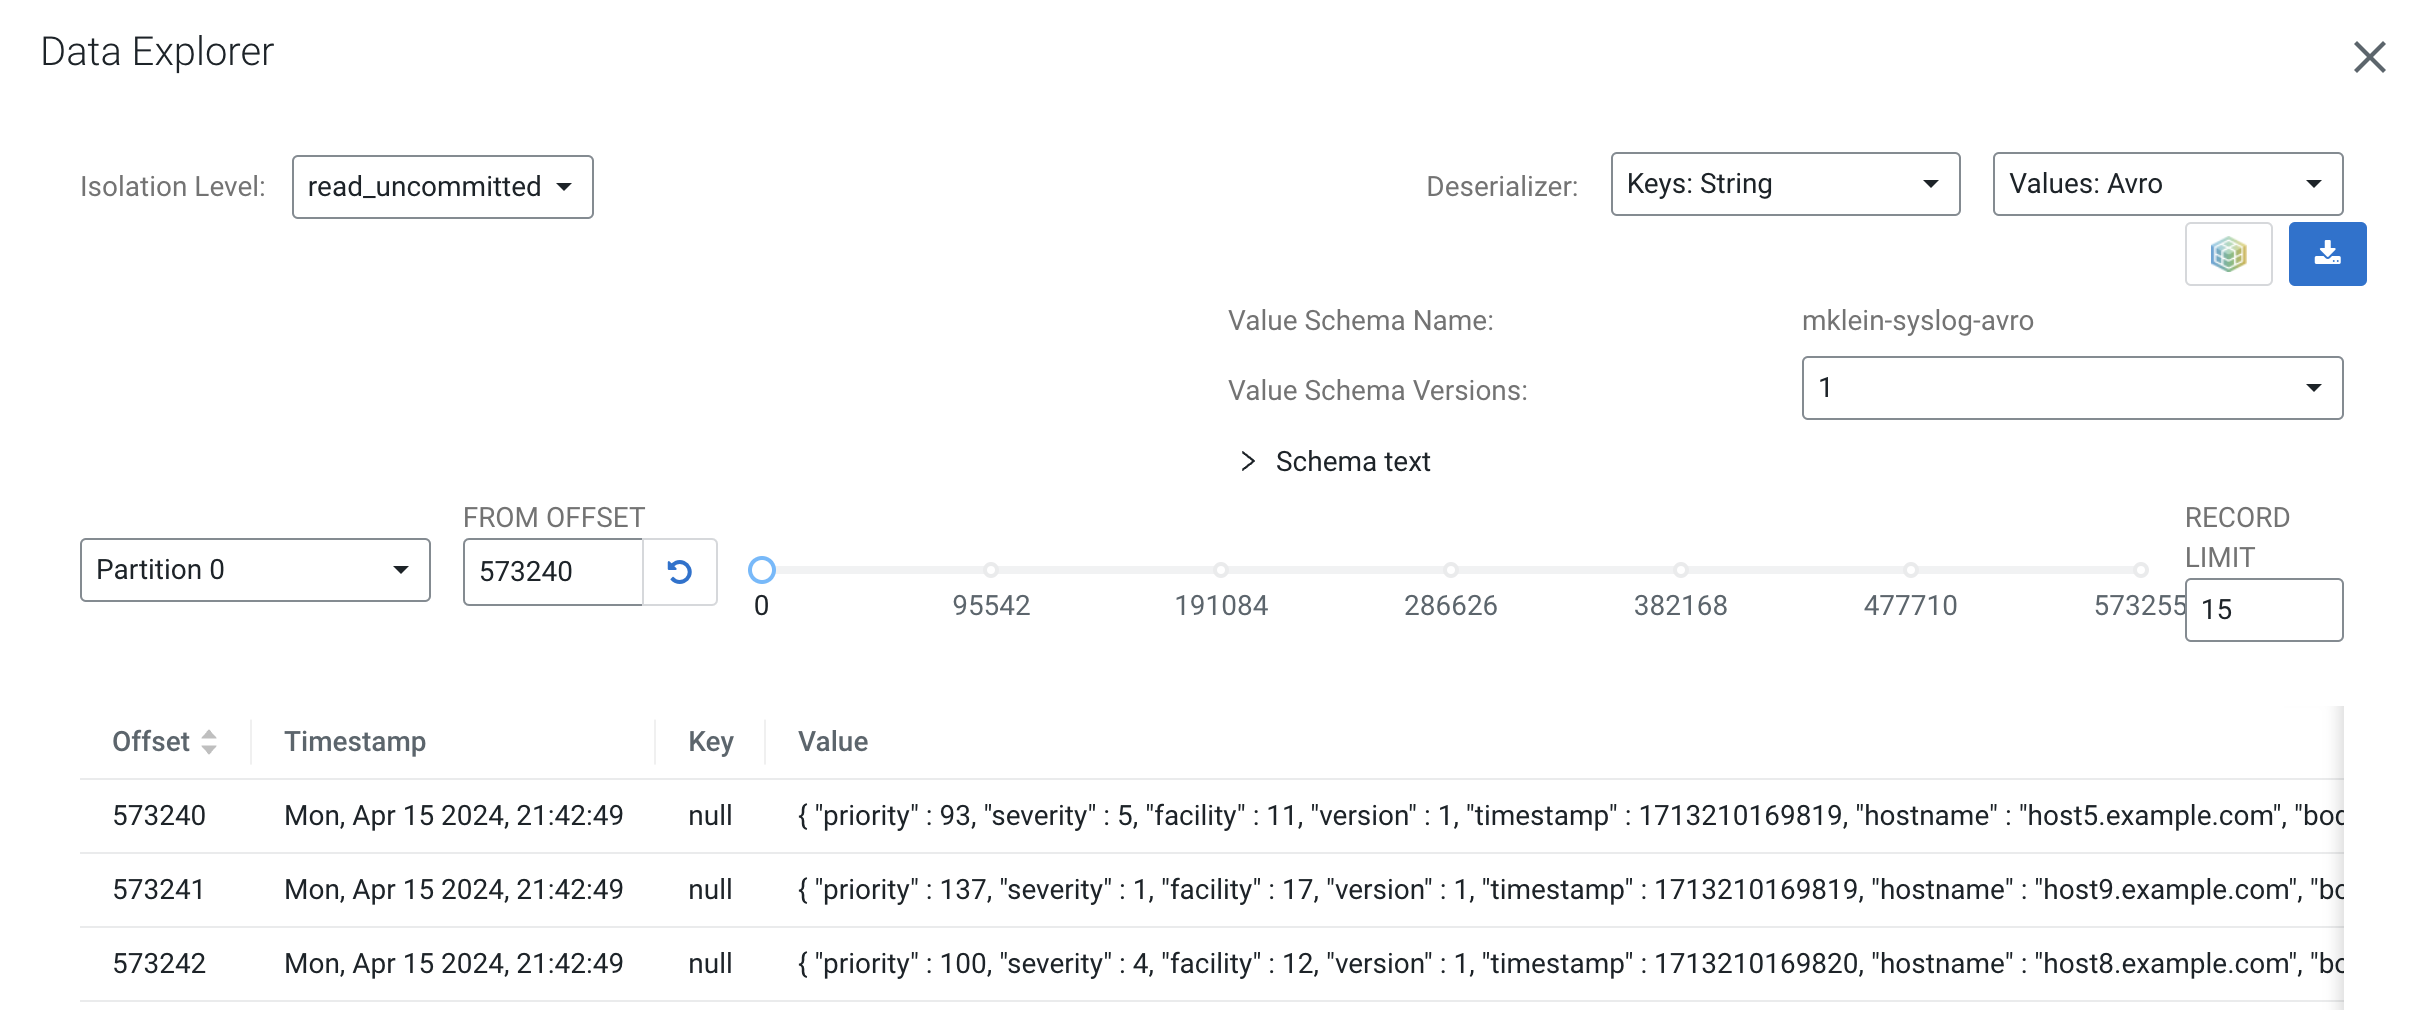 Data Explorer
Isolation Level: read_uncommitted Deserializer: Keys: String Values: Avro
Value Schema Name: mklein-syslog-avro
Value Schema Versions: 1
Schema text
FROM OFFSET RECORD LIMIT
Partition 0 573240 0 95542 191084 286626 382168 477710 573255 15
Offset Timestamp Key Value
573240 Mon, Apr 15 2024, 21:42:49 null { "priority" : 93, "severity" : 5, "facility" : 11, "version" : 1, "timestamp" : 1713210169819, "hostname" : "host5.example.com",
573241 Mon, Apr 15 2024, 21:42:49 null { "priority" : 137, "severity" : 1, "facility" : 17, "version" : 1, "timestamp" : 1713210169819, "hostname" : "host9.example.com",
573242 Mon, Apr 15 2024, 21:42:49 null { "priority" : 100, "severity" : 4, "facility" : 12, "version" : 1, "timestamp" : 1713210169820, "hostname" : "host8.example.com",